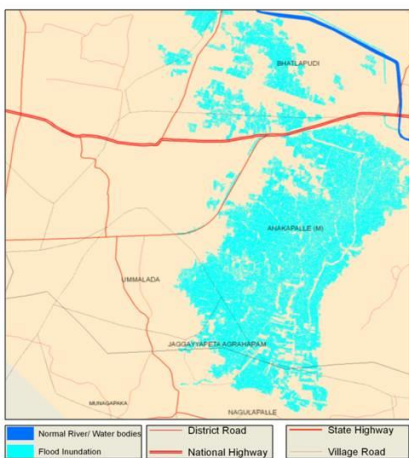 BHATLAPUDI
ANAKAPALLE (M)
UMMALADA
JAGGAYYAPETA AGRAHARAM
MUNAGAPAKA
NAGULAPALLE
Normal River/ Water bodies
Flood Inundation
District Road
National Highway
State Highway
Village Road